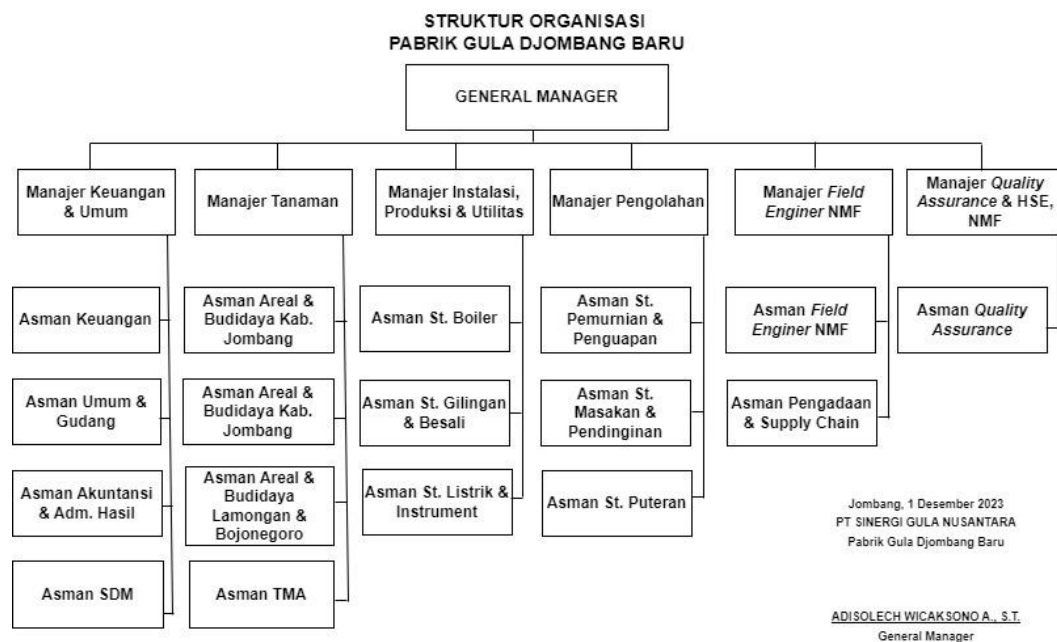 STRUKTUR ORGANISASI
PABRIK GULA DJOMBANG BARU
GENERAL MANAGER
Manajer Keuangan
& Umum
Manajer Tanaman
Manajer Instalasi,
Produksi & Utilitas
Manajer Pengolahan
Manajer Field
Enginer NMF
Manajer Quality
Assurance & HSE,
NMF
Asman Keuangan
Asman Areal &
Budidaya Kab.
Jombang
Asman St. Boiler
Asman St.
Pemurnian &
Penguapan
Asman Field
Enginer NMF
Asman Quality
Assurance
Asman Umum &
Gudang
Asman Areal &
Budidaya Kab.
Jombang
Asman St. Gilingan
& Besali
Asman St.
Masakan &
Pendinginan
Asman Pengadaan
& Supply Chain
Asman Akuntansi
& Adm. Hasil
Asman Areal &
Budidaya
Lamongan &
Bojonegoro
Asman St. Listrik &
Instrument
Asman St. Puteran
Asman SDM
Asman TMA
Jombang, 1 Desember 2023
PT SINERGI GULA NUSANTARA
Pabrik Gula Djombang Baru
ADISOLECH WICAKSONO A., S.T.
General Manager